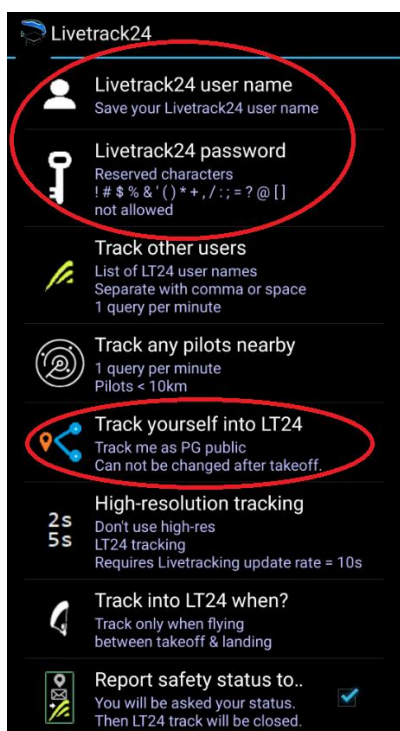 Livetrack24
Livetrack24 user name
Save your Livetrack24 user name
Livetrack24 password
Reserved characters
! # $ % & ' ( ) * + , / : ; = ? @ [ ]
not allowed
Track other users
List of LT24 user names
Separate with comma or space
1 query per minute
Track any pilots nearby
1 query per minute
Pilots < 10km
Track yourself into LT24
Track me as PG public
Can not be changed after takeoff.
2s
5s
High-resolution tracking
Don't use high-res
LT24 tracking
Requires Livetracking update rate = 10s
Track into LT24 when?
Track only when flying
between takeoff & landing
Report safety status to..
You will be asked your status.
Then LT24 track will be closed.